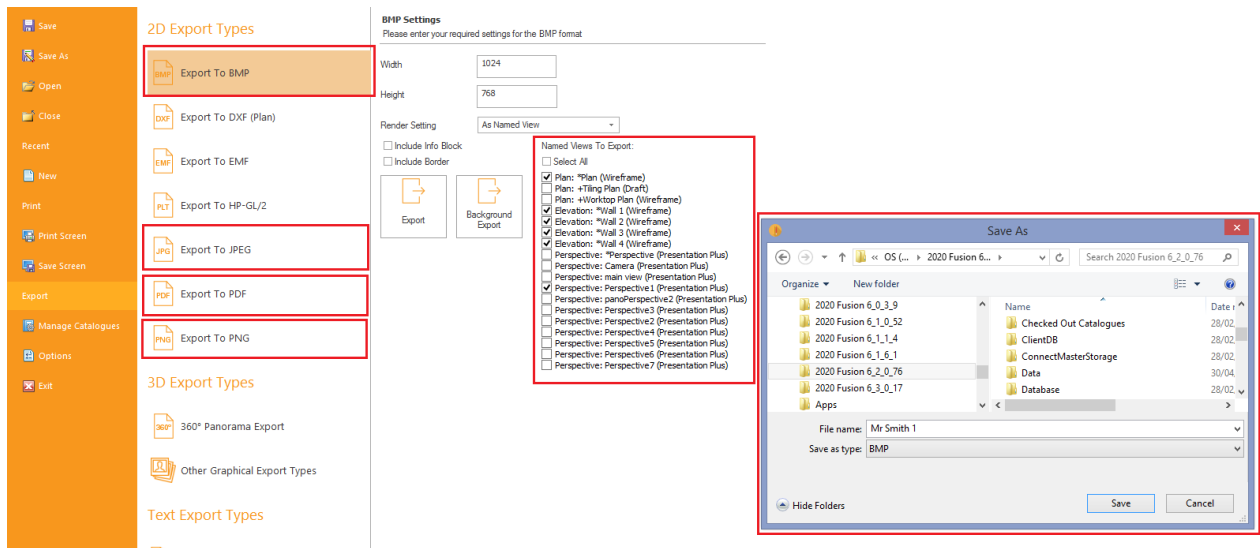 Save
Save As
Open
Close
Recent
New
Print
Print Screen
Save Screen
Export
Manage Catalogues
Options
Exit
2D Export Types
BMP
Export To BMP
DXF
Export To DXF (Plan)
EMF
Export To EMF
PLT
Export To HP-GL/2
JPG
Export To JPEG
PDF
Export To PDF
PNG
Export To PNG
3D Export Types
360°
360° Panorama Export
Other Graphical Export Types
Text Export Types
BMP Settings
Please enter your required settings for the BMP format
Width 1024
Height 768
Render Setting As Named View
Include Info Block
Include Border
Export
Background
Export
Named Views To Export:
Select All
Plan: *Plan (Wireframe)
Plan: +Tiling Plan (Draft)
Plan: +Worktop Plan (Wireframe)
Elevation: *Wall 1 (Wireframe)
Elevation: *Wall 2 (Wireframe)
Elevation: *Wall 3 (Wireframe)
Elevation: *Wall 4 (Wireframe)
Perspective: *Perspective (Presentation Plus)
Perspective: Camera (Presentation Plus)
Perspective: main view (Presentation Plus)
Perspective: Perspective1 (Presentation Plus)
Perspective: panoPerspective2 (Presentation Plus)
Perspective: Perspective3 (Presentation Plus)
Perspective: Perspective2 (Presentation Plus)
Perspective: Perspective4 (Presentation Plus)
Perspective: Perspective5 (Presentation Plus)
Perspective: Perspective6 (Presentation Plus)
Perspective: Perspective7 (Presentation Plus)
Save As
« OS (... 2020 Fusion 6... Search 2020 Fusion 6_2_0_76
Organize New folder
2020 Fusion 6_0_3_9
2020 Fusion 6_1_0_52
2020 Fusion 6_1_1_4
2020 Fusion 6_1_6_1
2020 Fusion 6_2_0_76
2020 Fusion 6_3_0_17
Apps
Name Date r
Checked Out Catalogues 28/02
ClientDB 28/02
ConnectMasterStorage 28/02
Data 30/04
Database 28/02
File name: Mr Smith 1
Save as type: BMP
Hide Folders Save Cancel